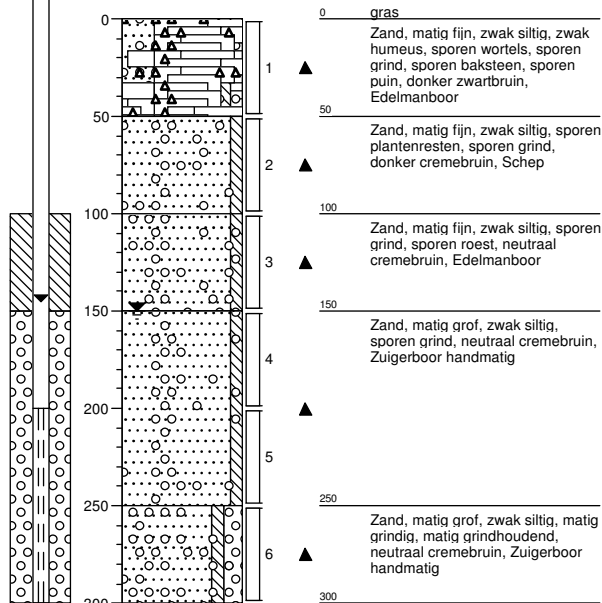 0
0
gras
Zand, matig fijn, zwak siltig, zwak
humeus, sporen wortels, sporen
grind, sporen baksteen, sporen
puin, donker zwartbruin,
Edelmanboor
1
50
50
Zand, matig fijn, zwak siltig, sporen
plantenresten, sporen grind,
donker cremebruin, Schep
2
100
100
Zand, matig fijn, zwak siltig, sporen
grind, sporen roest, neutraal
cremebruin, Edelmanboor
3
150
150
Zand, matig grof, zwak siltig,
sporen grind, neutraal cremebruin,
Zuigerboor handmatig
4
200
5
250
250
Zand, matig grof, zwak siltig, matig
grindig, matig grindhoudend,
neutraal cremebruin, Zuigerboor
handmatig
6
300
300